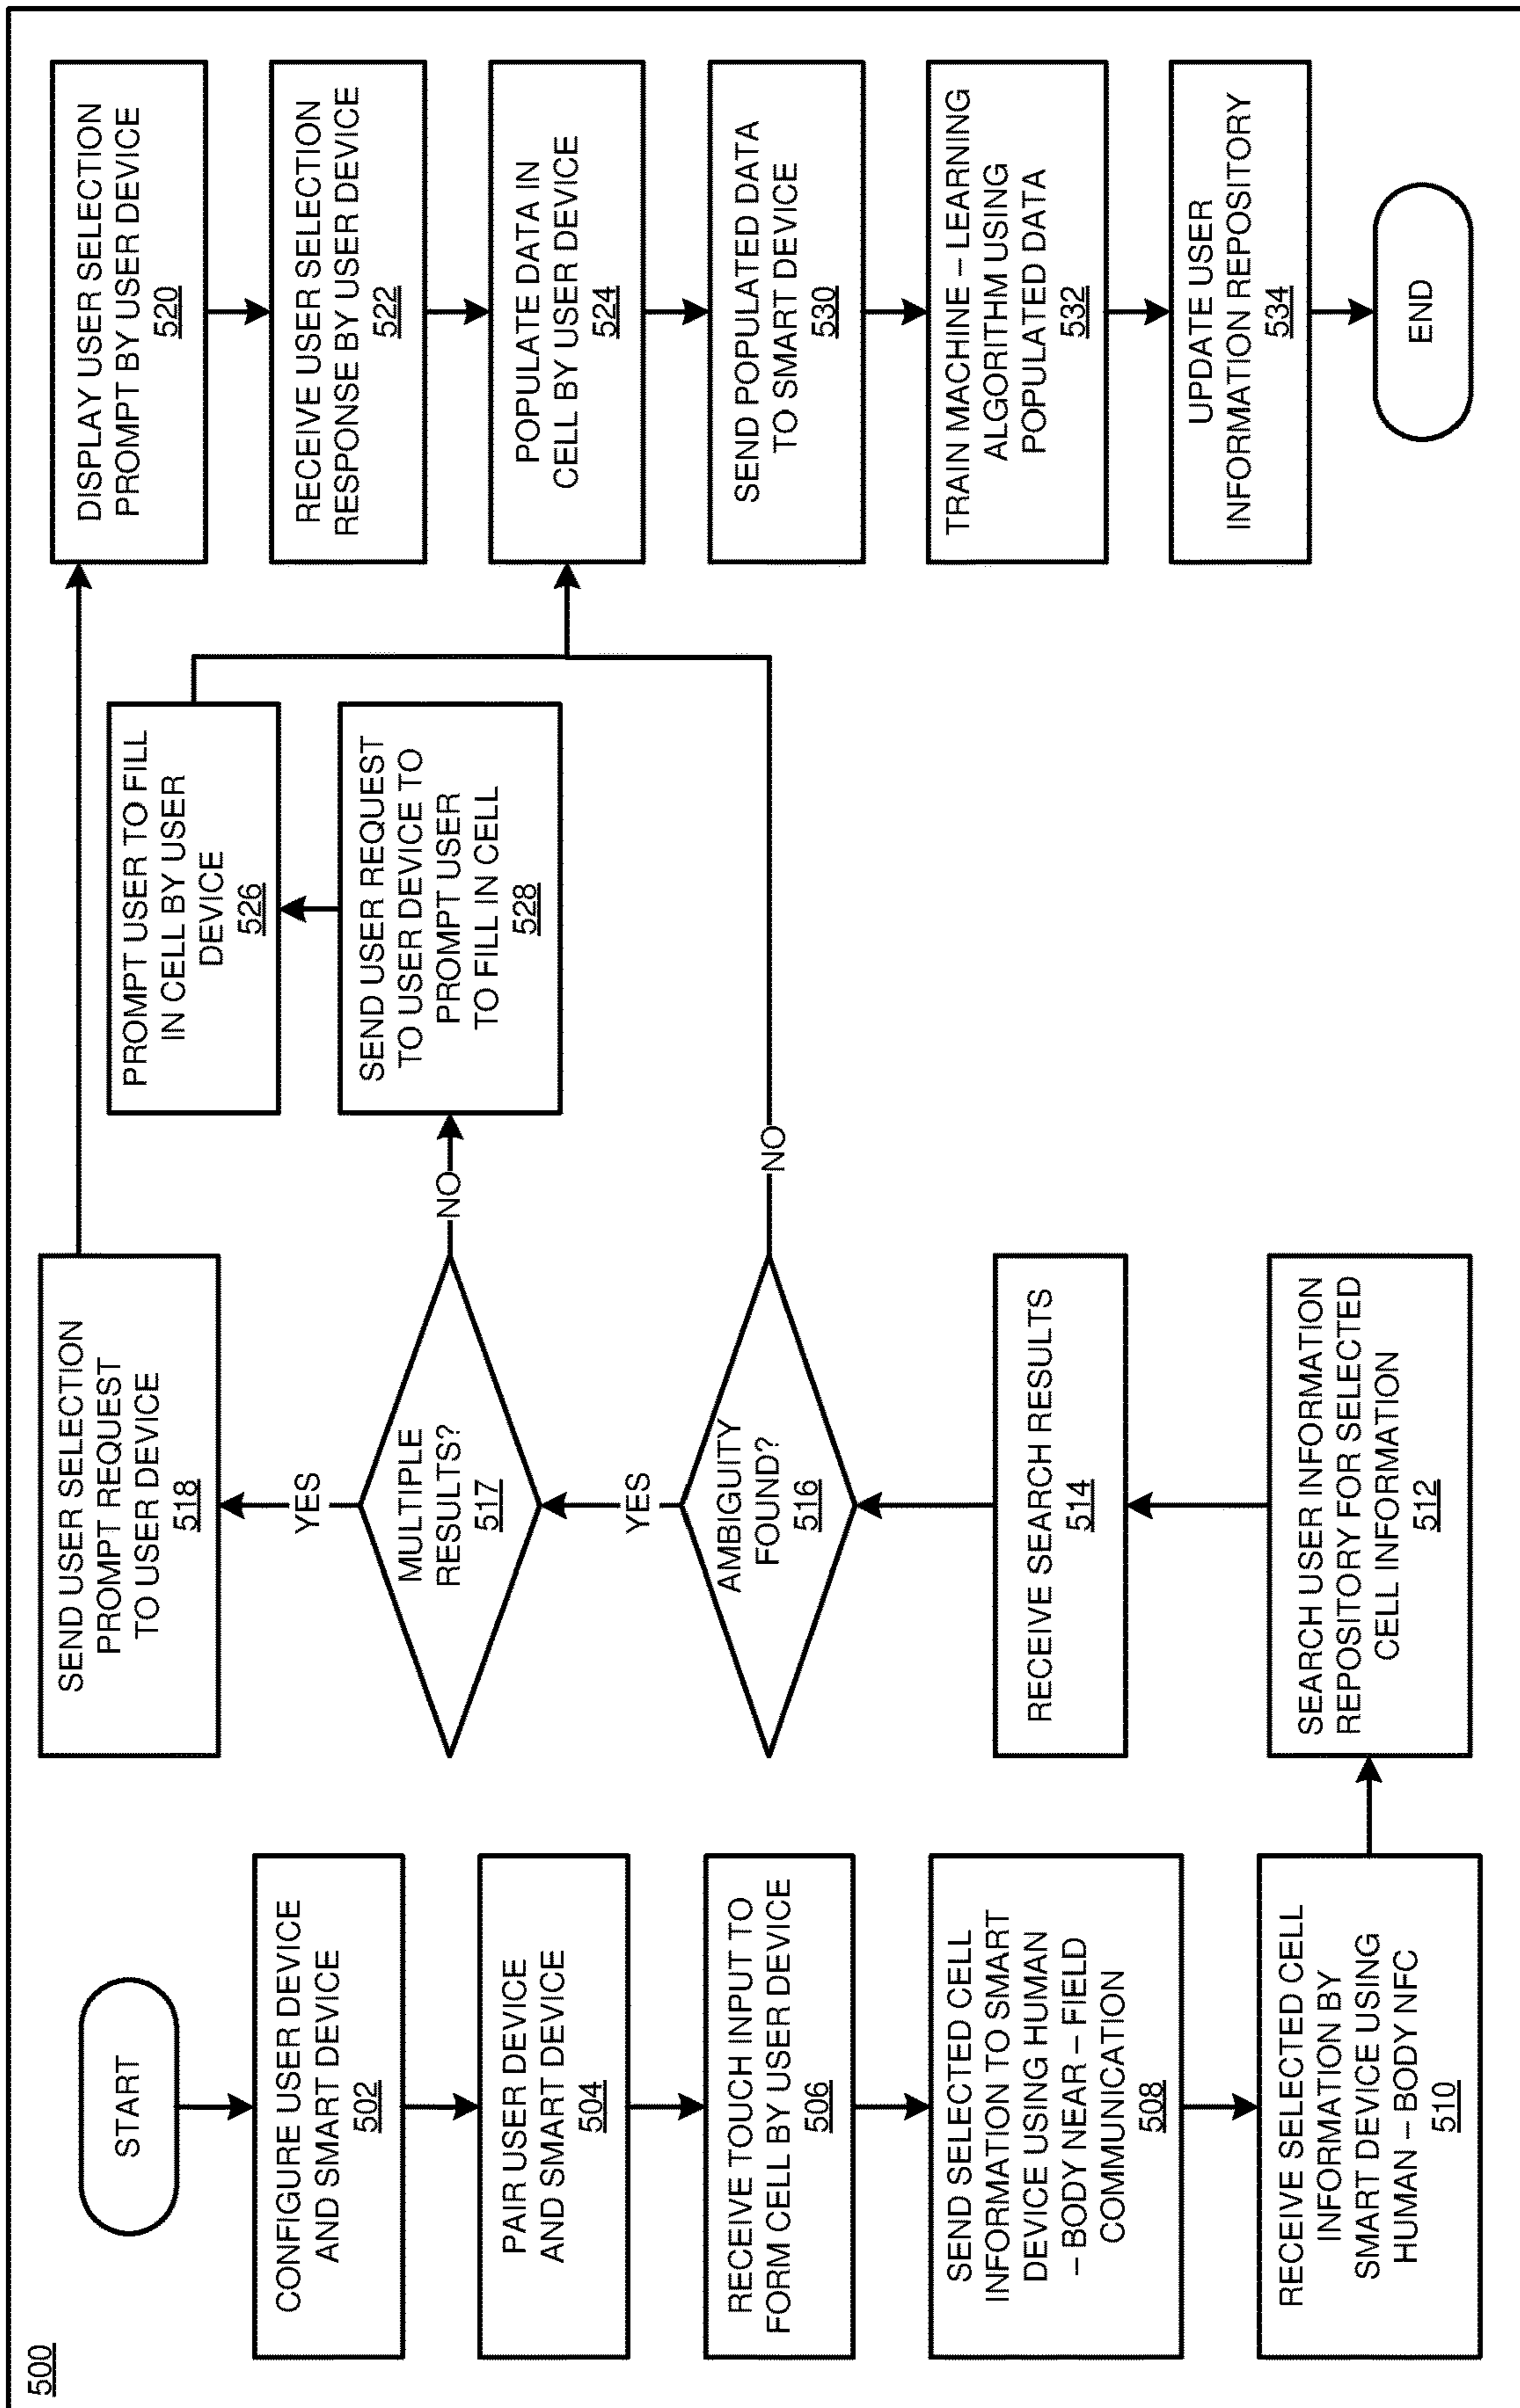 500
START
CONFIGURE USER DEVICE
AND SMART DEVICE
502
PAIR USER DEVICE
AND SMART DEVICE
504
RECEIVE TOUCH INPUT TO
FORM CELL BY USER DEVICE
506
SEND SELECTED CELL
INFORMATION TO SMART
DEVICE USING HUMAN
– BODY NEAR – FIELD
COMMUNICATION
508
RECEIVE SELECTED CELL
INFORMATION BY
SMART DEVICE USING
HUMAN – BODY NFC
510
SEARCH USER INFORMATION
REPOSITORY FOR SELECTED
CELL INFORMATION
512
RECEIVE SEARCH RESULTS
514
AMBIGUITY
FOUND?
516
YES
NO
MULTIPLE
RESULTS?
517
YES
NO
SEND USER SELECTION
PROMPT REQUEST
TO USER DEVICE
518
PROMPT USER TO FILL
IN CELL BY USER
DEVICE
526
SEND USER REQUEST
TO USER DEVICE TO
PROMPT USER
TO FILL IN CELL
528
DISPLAY USER SELECTION
PROMPT BY USER DEVICE
520
RECEIVE USER SELECTION
RESPONSE BY USER DEVICE
522
POPULATE DATA IN
CELL BY USER DEVICE
524
SEND POPULATED DATA
TO SMART DEVICE
530
TRAIN MACHINE – LEARNING
ALGORITHM USING
POPULATED DATA
532
UPDATE USER
INFORMATION REPOSITORY
534
END